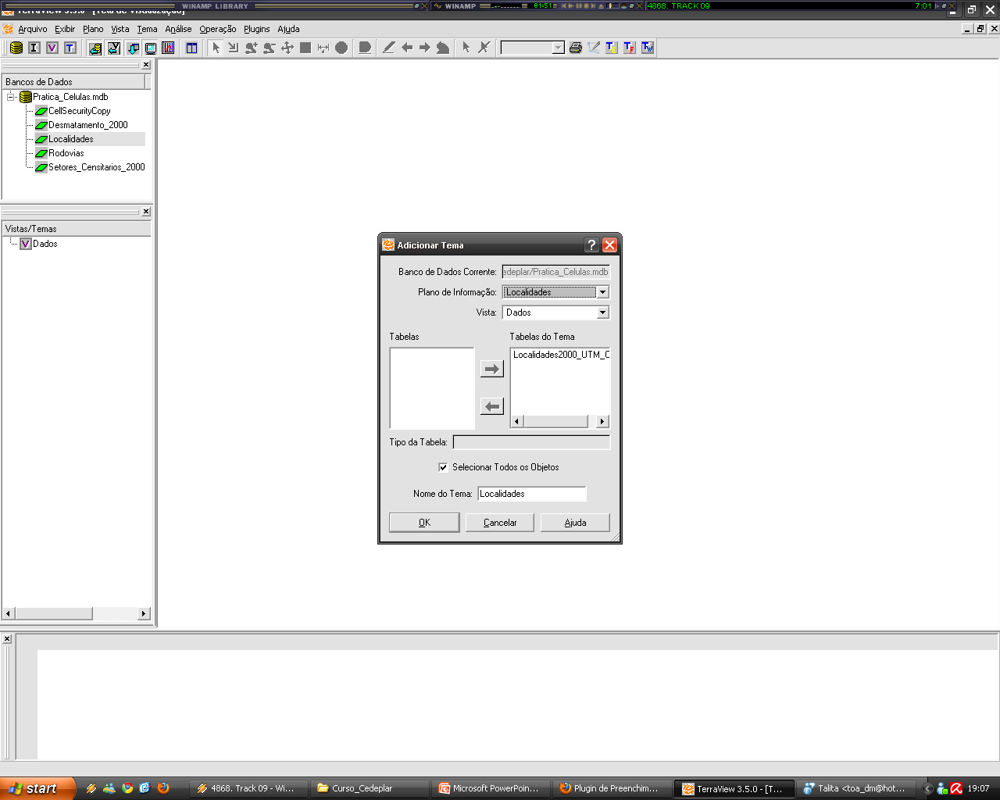 WINAMP LIBRARY
WINAMP
01:51
4868. TRACK 09
7:01
TerraView 3.5.0 - [Tela de Visualização]
Arquivo Exibir Plano Vista Tema Análise Operação Plugins Ajuda
I V T
Bancos de Dados
Pratica_Celulas.mdb
CellSecurityCopy
Desmatamento_2000
Localidades
Rodovias
Setores_Censitarios_2000
Vistas/Temas
V Dados
Adicionar Tema
Banco de Dados Corrente: edeplar/Pratica_Celulas.mdb
Plano de Informação: Localidades
Vista: Dados
Tabelas
Tabelas do Tema
Localidades2000_UTM_C
Tipo da Tabela:
Selecionar Todos os Objetos
Nome do Tema: Localidades
OK Cancelar Ajuda
start
4868. Track 09 - Wi...
Curso_Cedeplar
Microsoft PowerPoin...
Plugin de Preenchim...
TerraView 3.5.0 - [T...
Talita <toa_dm@hot...
19:07